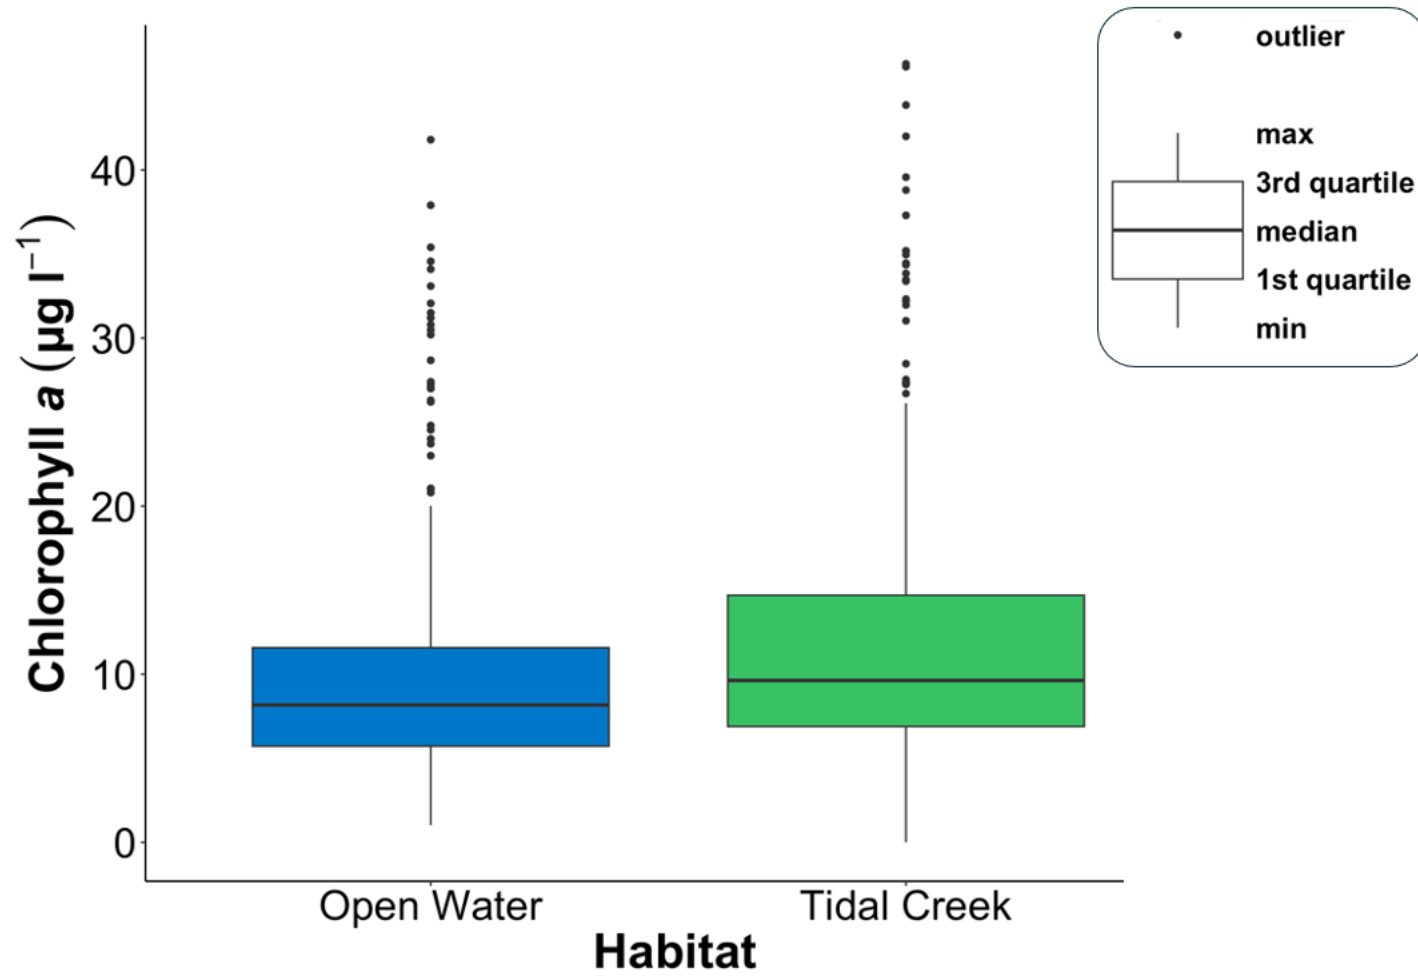 outlier
max
3rd quartile
median
1st quartile
min
Chlorophyll a (µg l⁻¹)
40
30
20
10
0
Open Water Tidal Creek
Habitat